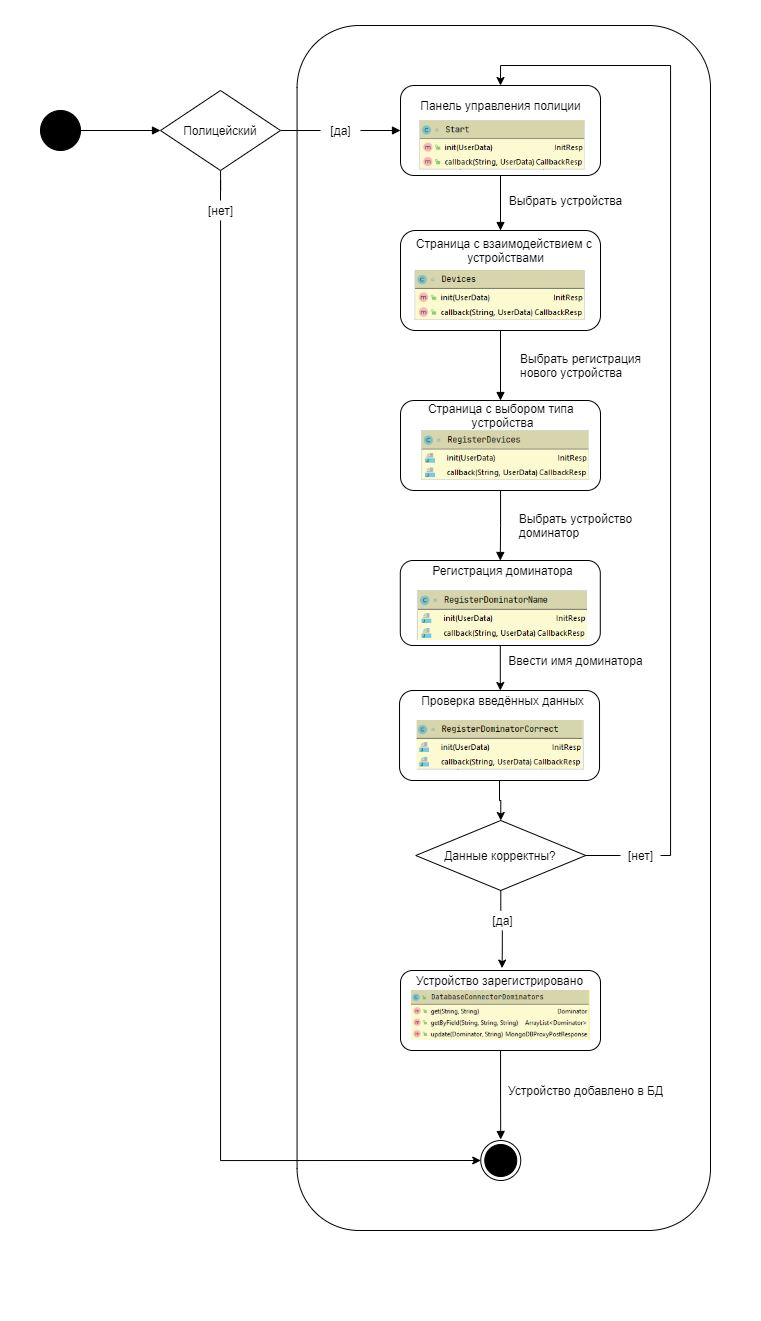 Полицейский
[да]
[нет]
Панель управления полиции
Start
init(UserData) InitResp
callback(String, UserData) CallbackResp
Выбрать устройства
Страница с взаимодействием с
устройствами
Devices
init(UserData) InitResp
callback(String, UserData) CallbackResp
Выбрать регистрация
нового устройства
Страница с выбором типа
устройства
RegisterDevices
init(UserData) InitResp
callback(String, UserData) CallbackResp
Выбрать устройство
доминатор
Регистрация доминатора
RegisterDominatorName
init(UserData) InitResp
callback(String, UserData) CallbackResp
Ввести имя доминатора
Проверка введённых данных
RegisterDominatorCorrect
init(UserData) InitResp
callback(String, UserData) CallbackResp
Данные корректны?
[нет]
[да]
Устройство зарегистрировано
DatabaseConnectorDominators
get(String, String) Dominator
getByField(String, String, String) ArrayList<Dominator>
update(Dominator, String) MongoDBProxyPostResponse
Устройство добавлено в БД